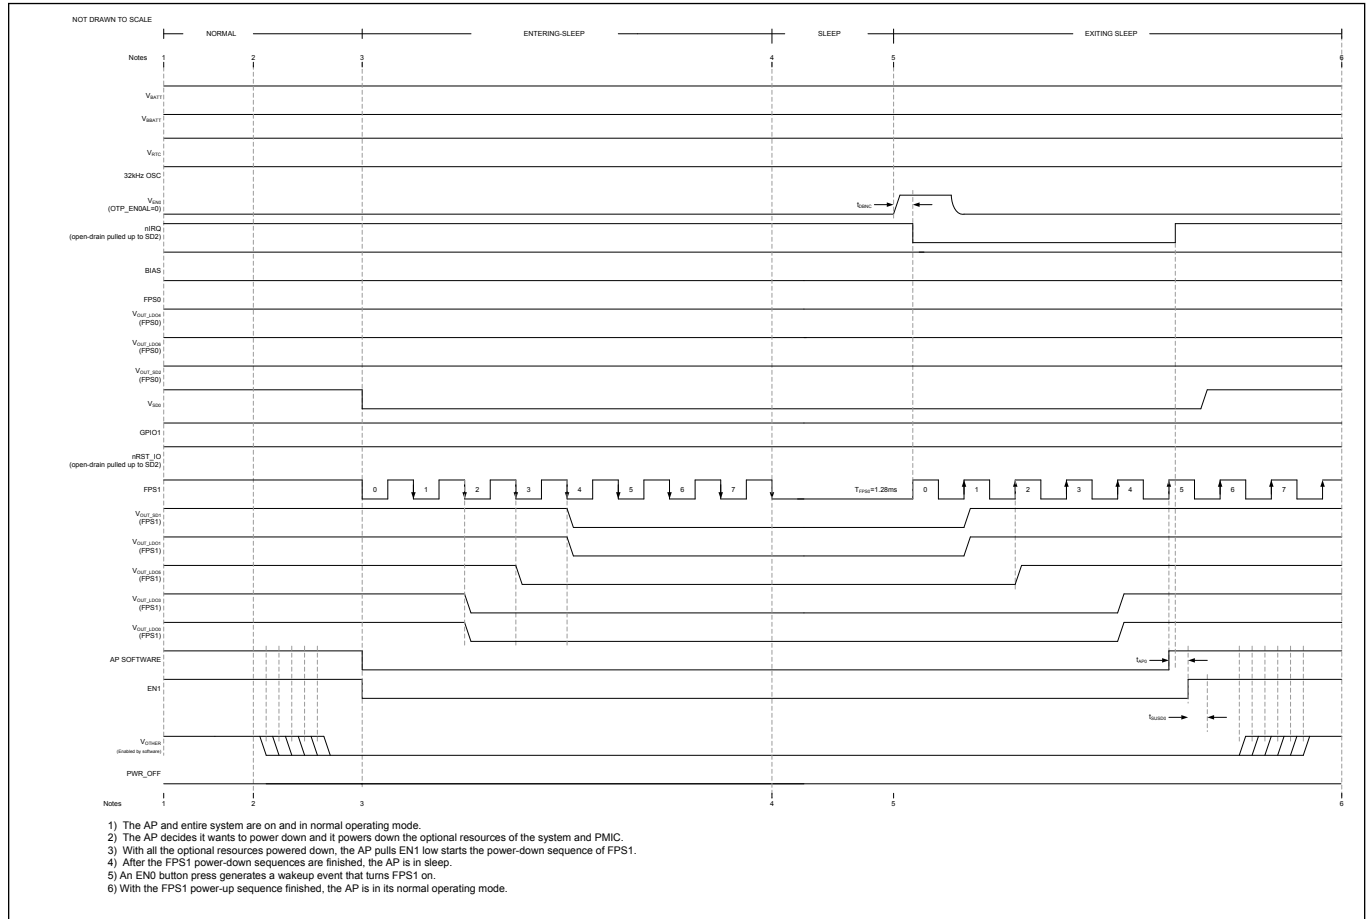 NOT DRAWN TO SCALE
NORMAL ENTERING-SLEEP SLEEP EXITING SLEEP
Notes 1 2 3 4 5 6
VBATT
VBBATT
VRTC
32kHz OSC
VEN0
(OTP_EN0AL=0)
tDBNC
nIRQ
(open-drain pulled up to SD2)
BIAS
FPS0
(FPS0)
(FPS0)
VOUT_SD2
(FPS0)
VSD0
GPIO1
nRST_IO
(open-drain pulled up to SD2)
FPS1 0 1 2 3 4 5 6 7 TFPS0=1.28ms 0 1 2 3 4 5 6 7
VOUT_SD1
(FPS1)
VOUT_LDO1
(FPS1)
(FPS1)
(FPS1)
VOUT_LDO0
(FPS1)
AP SOFTWARE
tAP0
EN1
tSUSD0
VOTHER
(Enabled by software)
PWR_OFF
Notes 1 2 3 4 5 6
1) The AP and entire system are on and in normal operating mode.
2) The AP decides it wants to power down and it powers down the optional resources of the system and PMIC.
3) With all the optional resources powered down, the AP pulls EN1 low starts the power-down sequence of FPS1.
4) After the FPS1 power-down sequences are finished, the AP is in sleep.
5) An EN0 button press generates a wakeup event that turns FPS1 on.
6) With the FPS1 power-up sequence finished, the AP is in its normal operating mode.